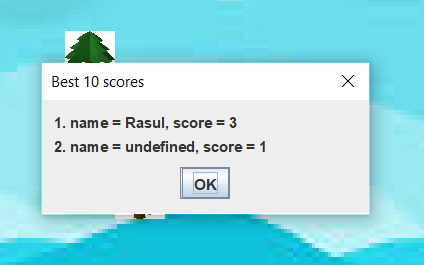 Best 10 scores
1. name = Rasul, score = 3
2. name = undefined, score = 1
OK